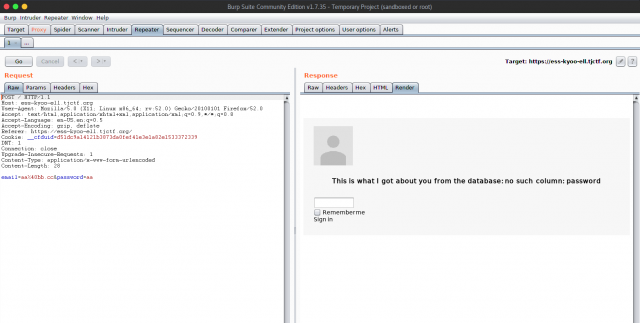 Burp Suite Community Edition v1.7.35 - Temporary Project (sandboxed or root)
Burp Intruder Repeater Window Help
Target Proxy Spider Scanner Intruder Repeater Sequencer Decoder Comparer Extender Project options User options Alerts
1 × ...
Go Cancel < > Target: https://ess-kyoo-ell.tjctf.org ?
Request
Raw Params Headers Hex
POST / HTTP/1.1
Host: ess-kyoo-ell.tjctf.org
User-Agent: Mozilla/5.0 (X11; Linux x86_64; rv:52.0) Gecko/20100101 Firefox/52.0
Accept: text/html,application/xhtml+xml,application/xml;q=0.9,*/*;q=0.8
Accept-Language: en-US,en;q=0.5
Accept-Encoding: gzip, deflate
Referer: https://ess-kyoo-ell.tjctf.org/
DNT: 1
Connection: close
Upgrade-Insecure-Requests: 1
Content-Type: application/x-www-form-urlencoded
Content-Length: 28
email=aa%40bb.cc&password=aa
Response
Raw Headers Hex HTML Render
This is what I got about you from the database: no such column: password
Rememberme
Sign in